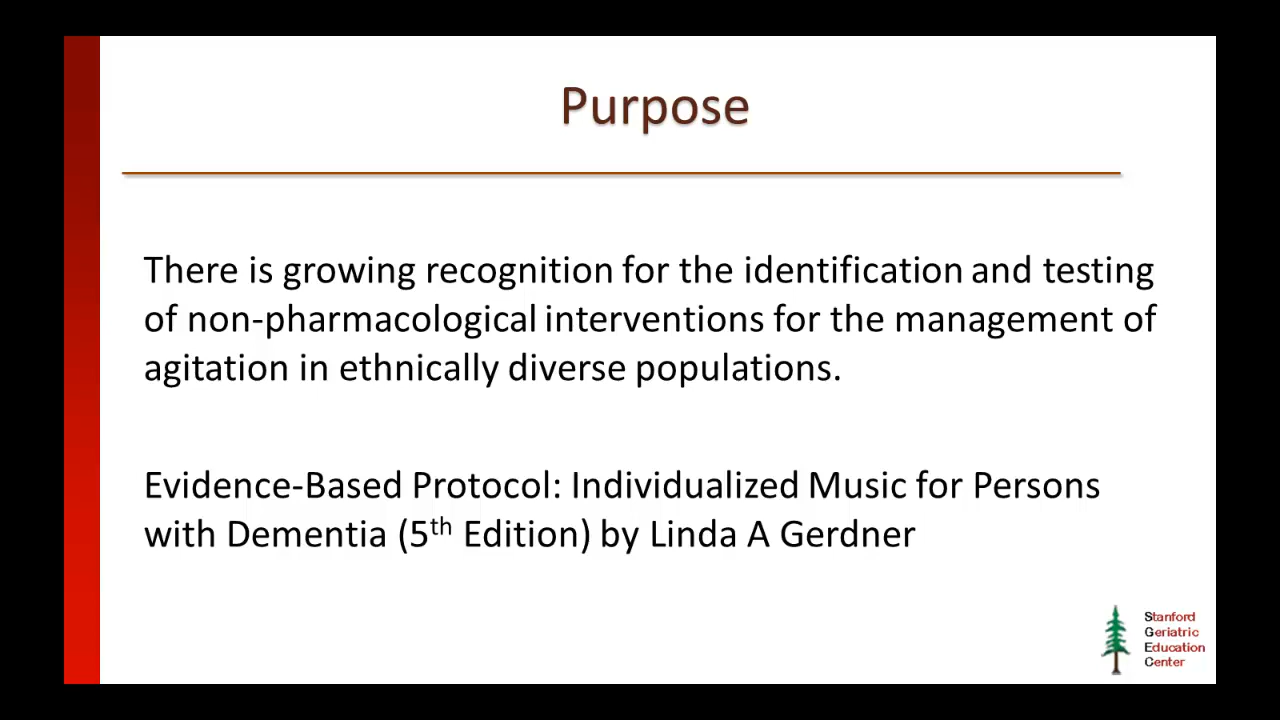 Purpose
There is growing recognition for the identification and testing
of non-pharmacological interventions for the management of
agitation in ethnically diverse populations.
Evidence-Based Protocol: Individualized Music for Persons
with Dementia (5th Edition) by Linda A Gerdner
Stanford
Geriatric
Education
Center